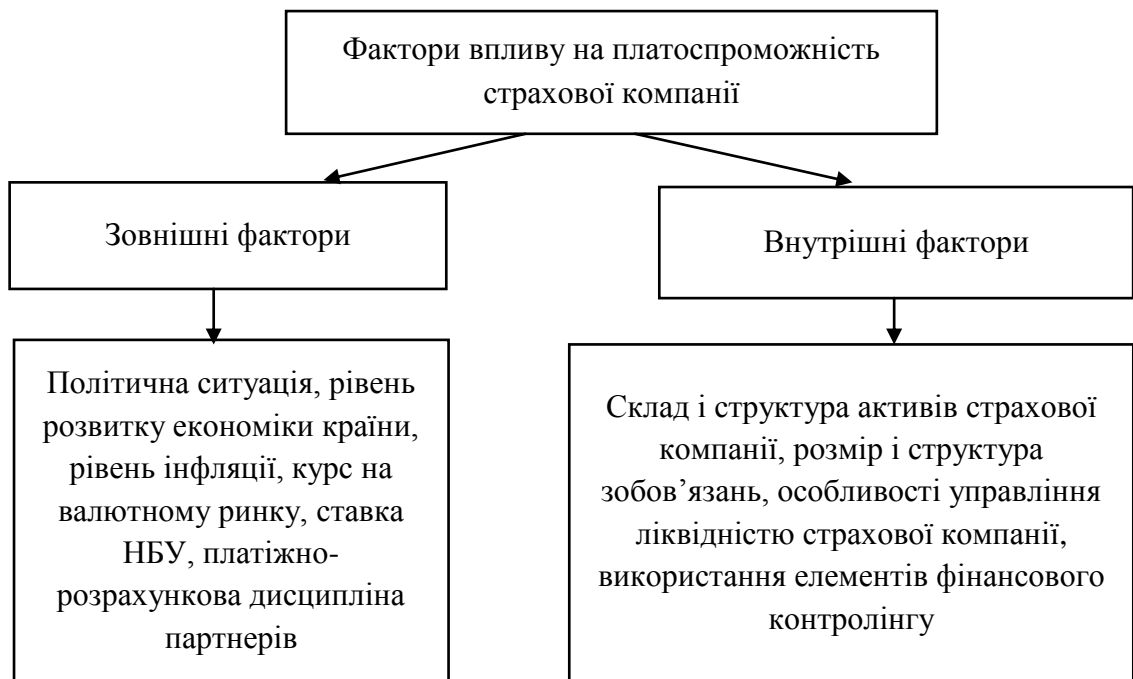 Фактори впливу на платоспроможність
страхової компанії
Зовнішні фактори
Внутрішні фактори
Політична ситуація, рівень
розвитку економіки країни,
рівень інфляції, курс на
валютному ринку, ставка
НБУ, платіжно-
розрахункова дисципліна
партнерів
Склад і структура активів страхової
компанії, розмір і структура
зобов’язань, особливості управління
ліквідністю страхової компанії,
використання елементів фінансового
контролінгу